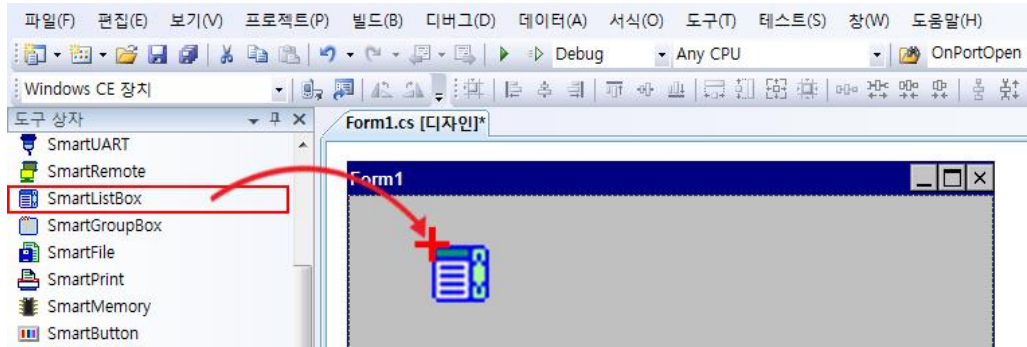 파일(F) 편집(E) 보기(V) 프로젝트(P) 빌드(B) 디버그(D) 데이터(A) 서식(O) 도구(T) 테스트(S) 창(W) 도움말(H)
Debug Any CPU OnPortOpen
Windows CE 장치
도구 상자 Form1.cs [디자인]*
SmartUART
SmartRemote
Form1
SmartListBox
SmartGroupBox
SmartFile
SmartPrint
SmartMemory
SmartButton